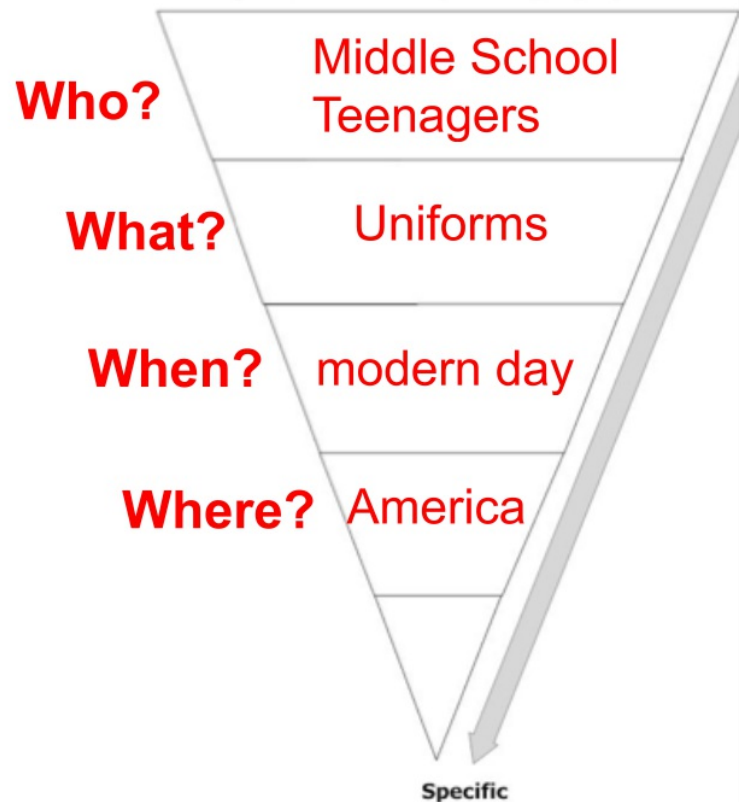 Who?
Middle School
Teenagers
What?
Uniforms
When?
modern day
Where?
America
Specific